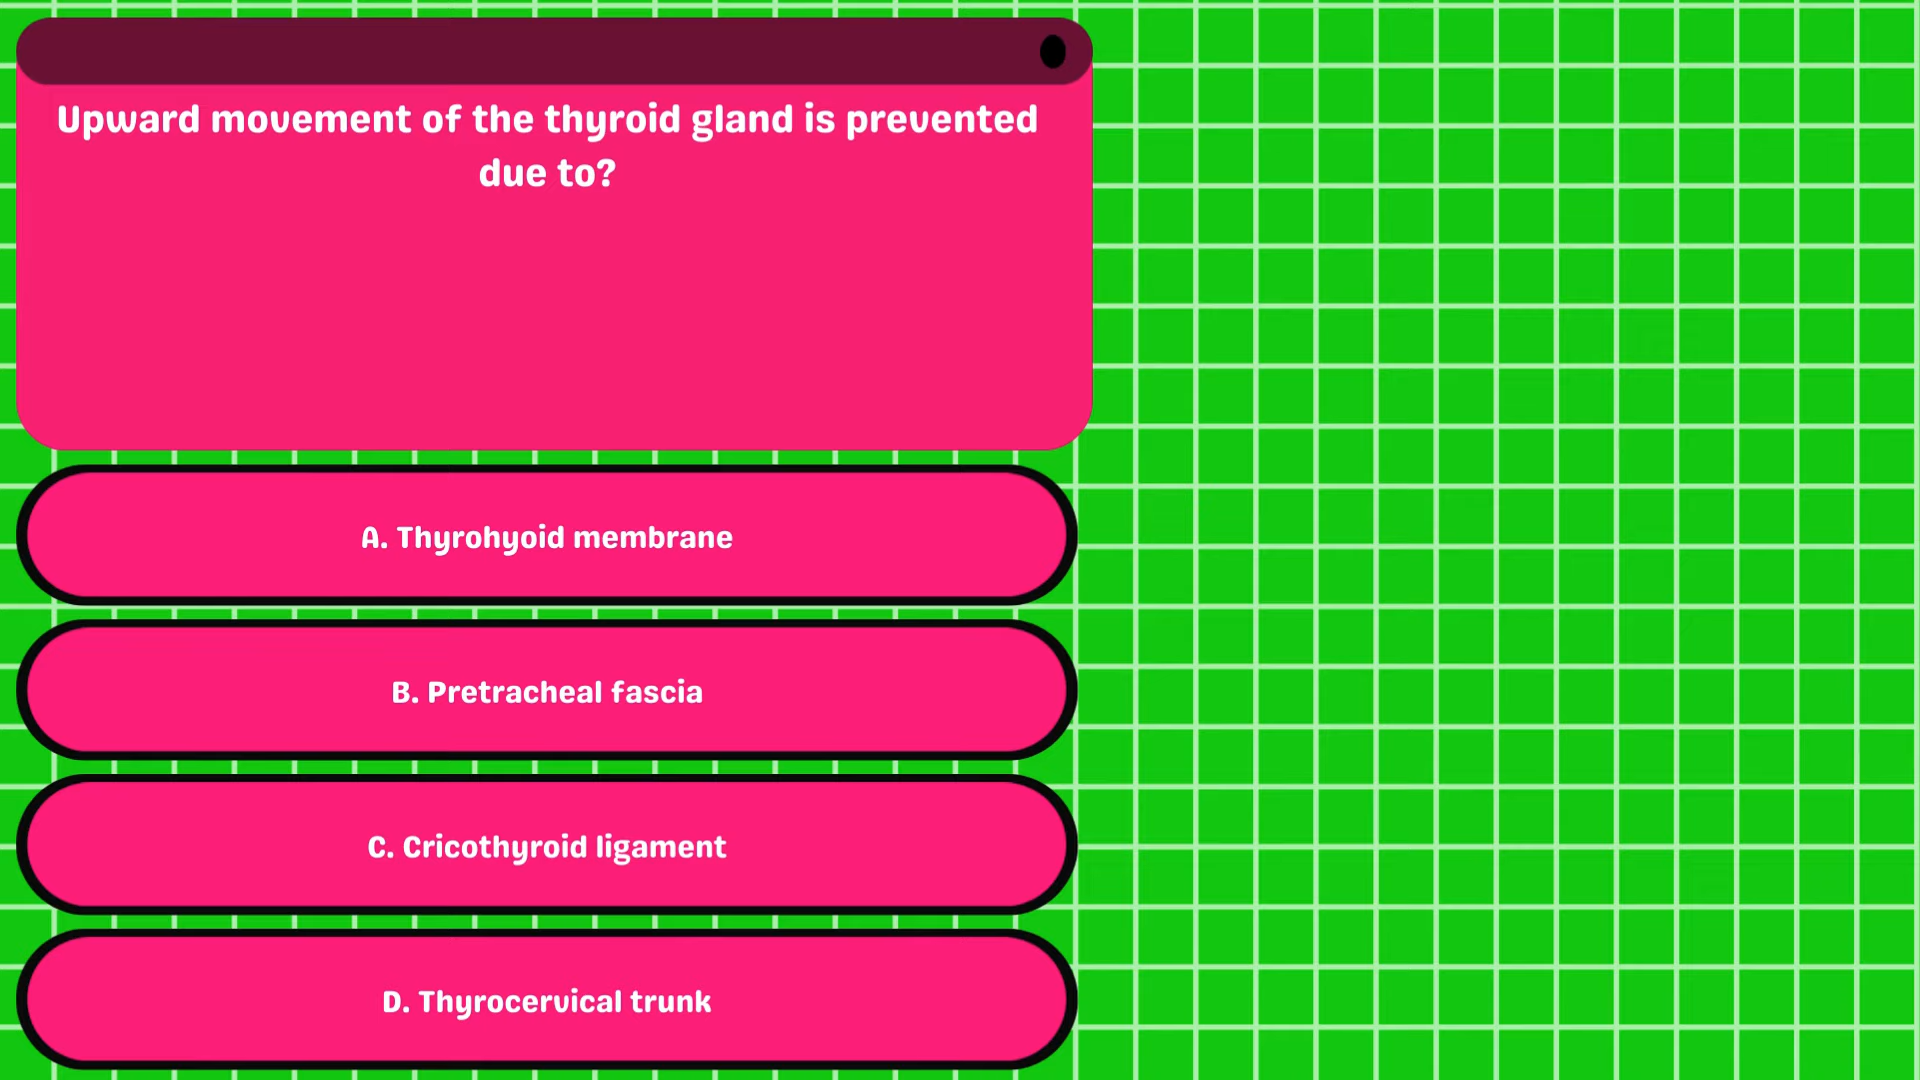 Upward movement of the thyroid gland is prevented
due to?
A. Thyrohyoid membrane
B. Pretracheal fascia
C. Cricothyroid ligament
D. Thyrocervical trunk